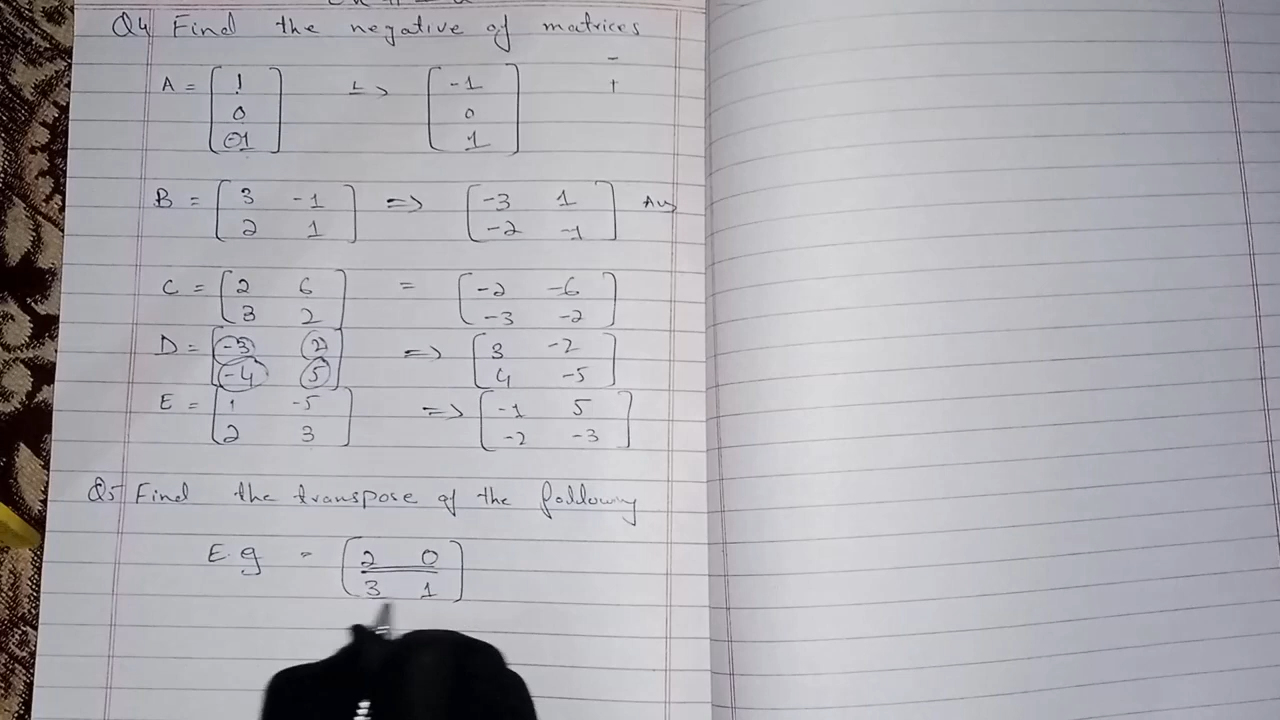 Q4 Find the negative of matrices
-
+
A = [ 1 => [ -1
0 0
-1 ] 1 ]
B = [ 3 -1 => [ -3 1 Ans
2 1 ] -2 -1 ]
C = [ 2 6 = [ -2 -6
3 2 ] -3 -2 ]
D = [ -3 2 => [ 3 -2
-4 5 ] 4 -5 ]
E = [ 1 -5 => [ -1 5
2 3 ] -2 -3 ]
Q5 Find the transpose of the following
E.g = [ 2 0
3 1 ]